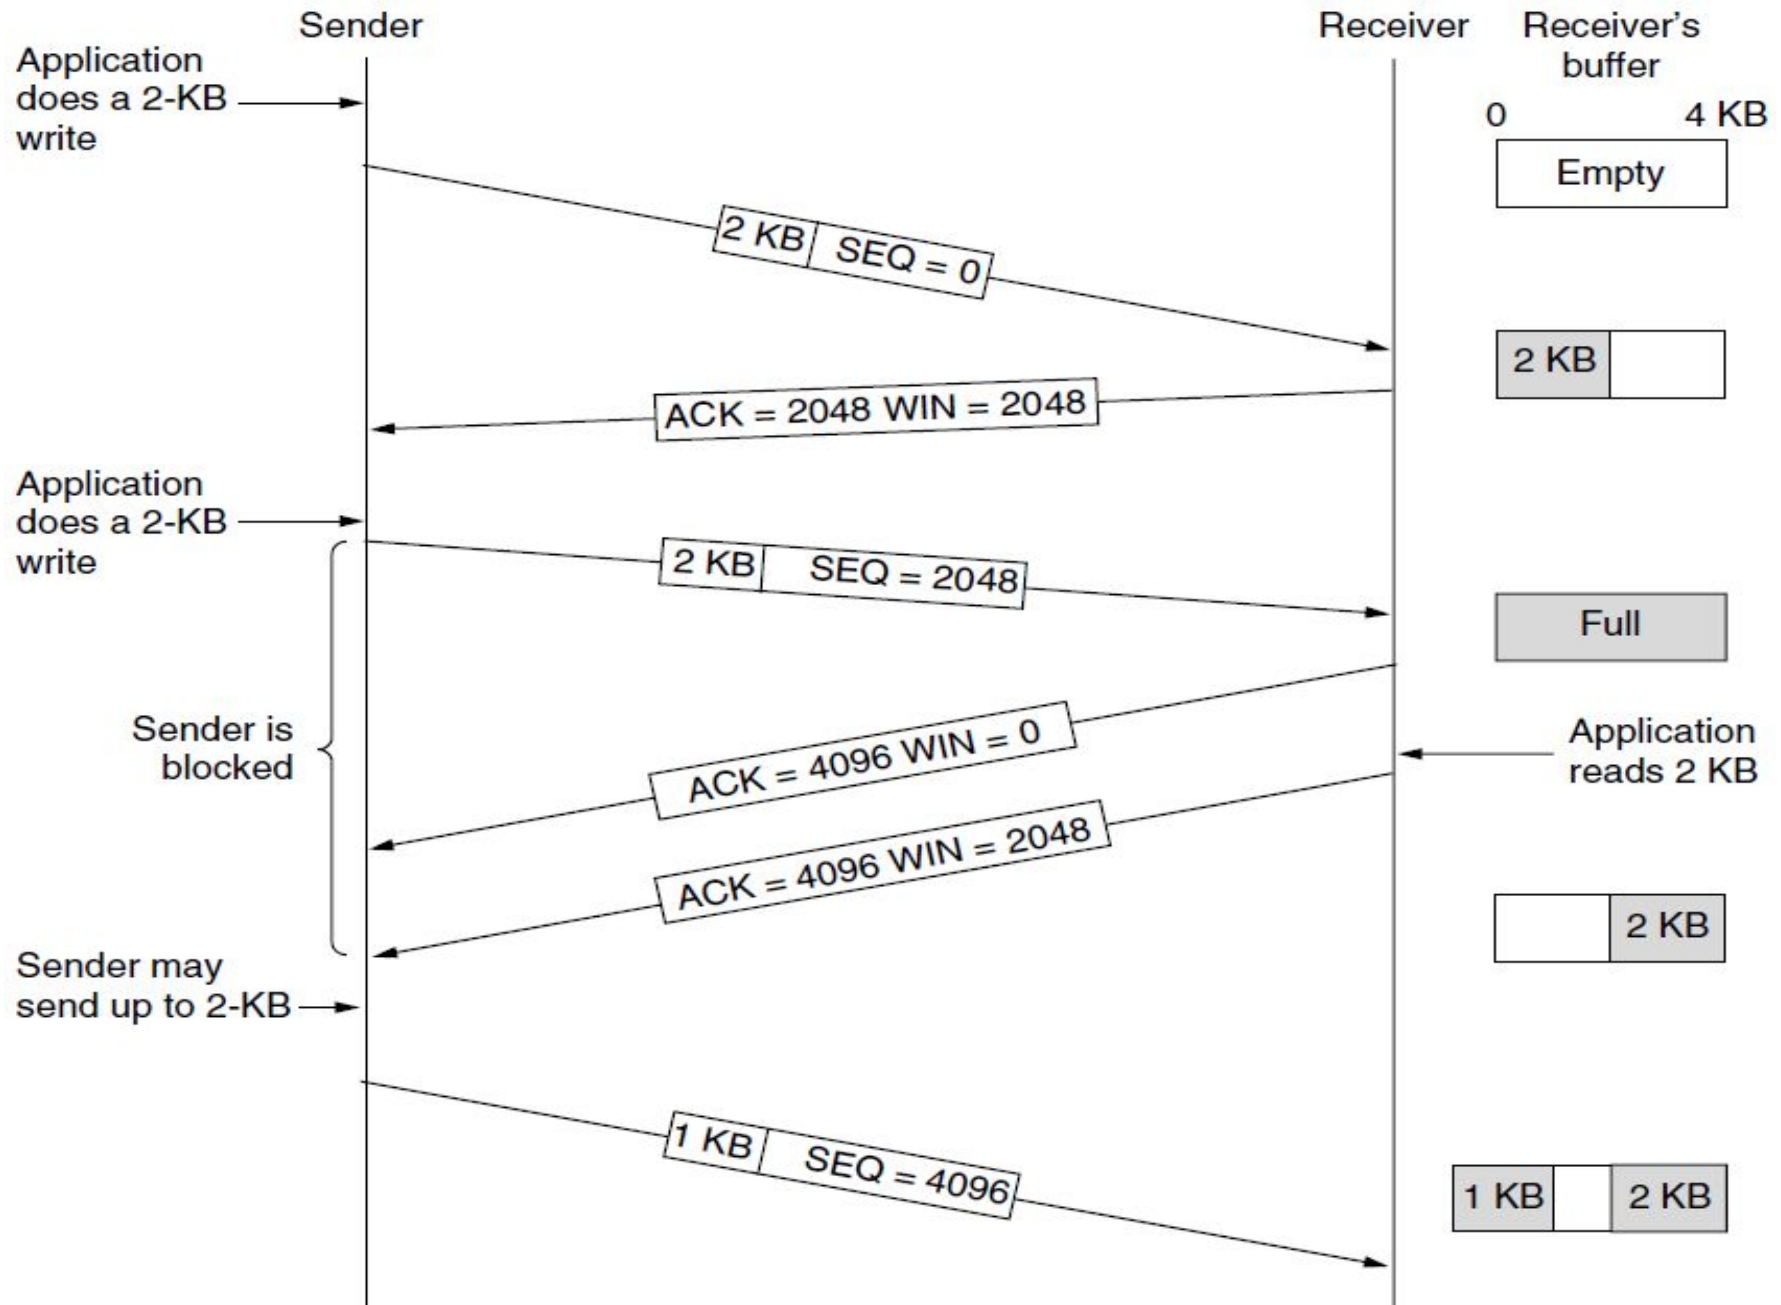 Sender
Receiver
Receiver's
buffer
Application
does a 2-KB
write
0
4 KB
Empty
2 KB
SEQ = 0
2 KB
ACK = 2048 WIN = 2048
Application
does a 2-KB
write
2 KB
SEQ = 2048
Full
Sender is
blocked
ACK = 4096 WIN = 0
Application
reads 2 KB
ACK = 4096 WIN = 2048
2 KB
Sender may
send up to 2-KB
1 KB
SEQ = 4096
1 KB
2 KB